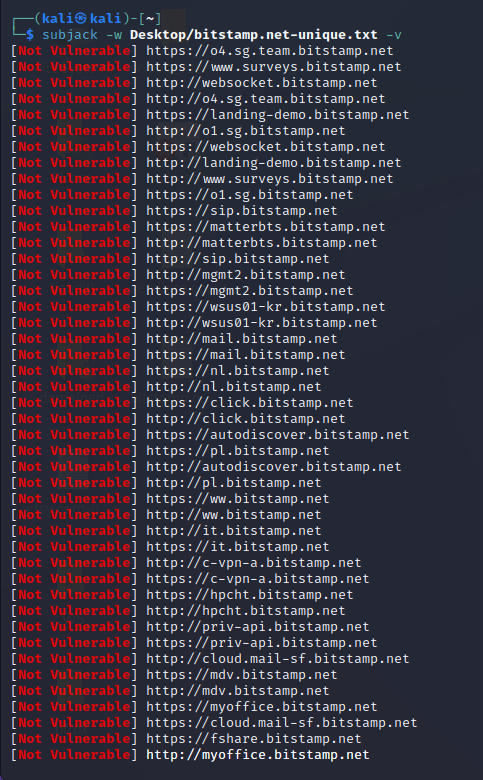 ┌──(kali㉿kali)-[~]
└─$ subjack -w Desktop/bitstamp.net-unique.txt -v
[Not Vulnerable] https://o4.sg.team.bitstamp.net
[Not Vulnerable] https://www.surveys.bitstamp.net
[Not Vulnerable] http://websocket.bitstamp.net
[Not Vulnerable] http://o4.sg.team.bitstamp.net
[Not Vulnerable] https://landing-demo.bitstamp.net
[Not Vulnerable] http://o1.sg.bitstamp.net
[Not Vulnerable] https://websocket.bitstamp.net
[Not Vulnerable] http://landing-demo.bitstamp.net
[Not Vulnerable] http://www.surveys.bitstamp.net
[Not Vulnerable] https://o1.sg.bitstamp.net
[Not Vulnerable] https://sip.bitstamp.net
[Not Vulnerable] https://matterbts.bitstamp.net
[Not Vulnerable] http://matterbts.bitstamp.net
[Not Vulnerable] http://sip.bitstamp.net
[Not Vulnerable] http://mgmt2.bitstamp.net
[Not Vulnerable] https://mgmt2.bitstamp.net
[Not Vulnerable] https://wsus01-kr.bitstamp.net
[Not Vulnerable] http://wsus01-kr.bitstamp.net
[Not Vulnerable] http://mail.bitstamp.net
[Not Vulnerable] https://mail.bitstamp.net
[Not Vulnerable] https://nl.bitstamp.net
[Not Vulnerable] http://nl.bitstamp.net
[Not Vulnerable] https://click.bitstamp.net
[Not Vulnerable] http://click.bitstamp.net
[Not Vulnerable] https://autodiscover.bitstamp.net
[Not Vulnerable] https://pl.bitstamp.net
[Not Vulnerable] http://autodiscover.bitstamp.net
[Not Vulnerable] http://pl.bitstamp.net
[Not Vulnerable] https://ww.bitstamp.net
[Not Vulnerable] http://ww.bitstamp.net
[Not Vulnerable] http://it.bitstamp.net
[Not Vulnerable] https://it.bitstamp.net
[Not Vulnerable] http://c-vpn-a.bitstamp.net
[Not Vulnerable] https://c-vpn-a.bitstamp.net
[Not Vulnerable] https://hpcht.bitstamp.net
[Not Vulnerable] http://hpcht.bitstamp.net
[Not Vulnerable] http://priv-api.bitstamp.net
[Not Vulnerable] https://priv-api.bitstamp.net
[Not Vulnerable] http://cloud.mail-sf.bitstamp.net
[Not Vulnerable] https://mdv.bitstamp.net
[Not Vulnerable] http://mdv.bitstamp.net
[Not Vulnerable] https://myoffice.bitstamp.net
[Not Vulnerable] https://cloud.mail-sf.bitstamp.net
[Not Vulnerable] https://fshare.bitstamp.net
[Not Vulnerable] http://myoffice.bitstamp.net